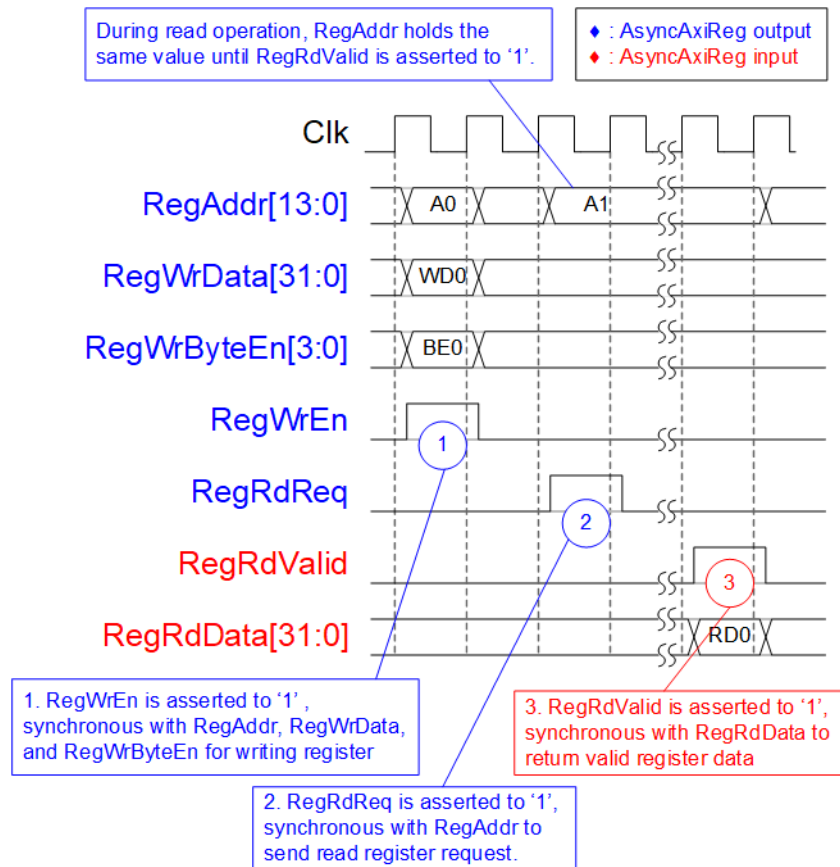 During read operation, RegAddr holds the
same value until RegRdValid is asserted to ‘1’.
♦ : AsyncAxiReg output
♦ : AsyncAxiReg input
Clk
RegAddr[13:0]
A0
A1
RegWrData[31:0]
WD0
RegWrByteEn[3:0]
BE0
RegWrEn
1
RegRdReq
2
RegRdValid
3
RegRdData[31:0]
RD0
1. RegWrEn is asserted to ‘1’ ,
synchronous with RegAddr, RegWrData,
and RegWrByteEn for writing register
3. RegRdValid is asserted to ‘1’,
synchronous with RegRdData to
return valid register data
2. RegRdReq is asserted to ‘1’,
synchronous with RegAddr to
send read register request.